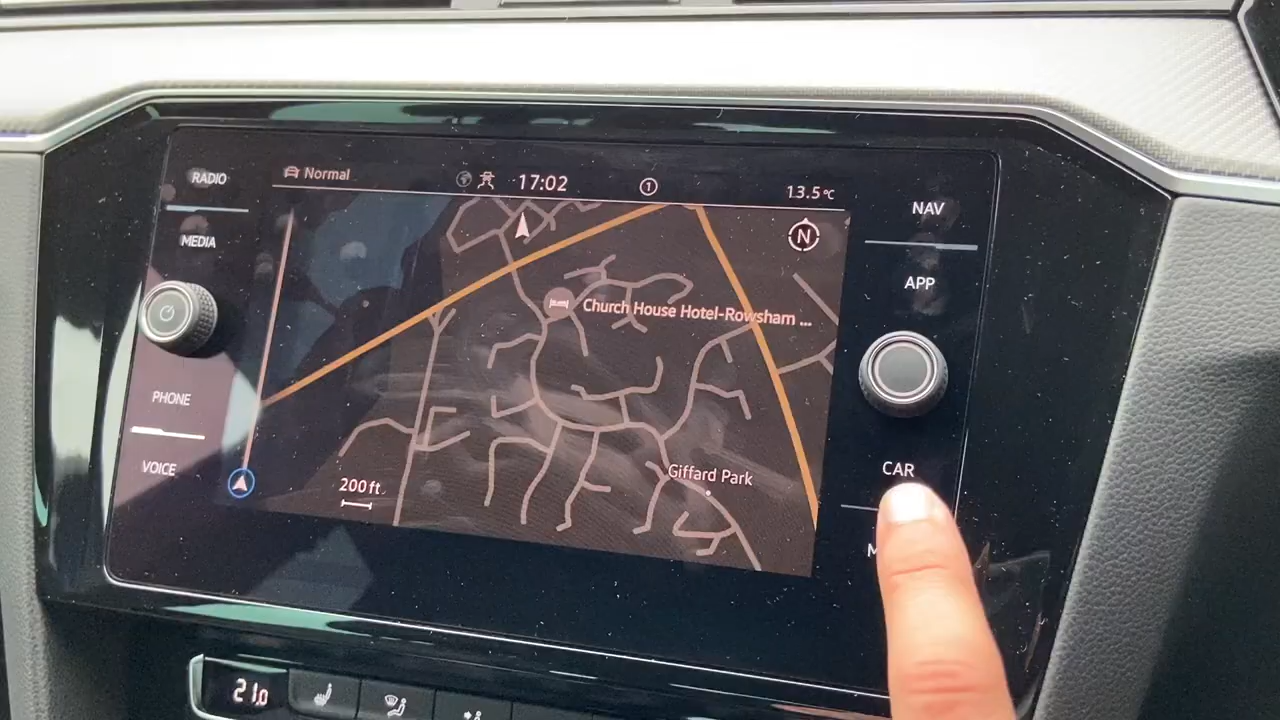 RADIO
MEDIA
PHONE
VOICE
Normal
17:02
1
13.5°C
N
Church House Hotel-Rowsham ...
Giffard Park
200 ft
NAV
APP
CAR
21.0